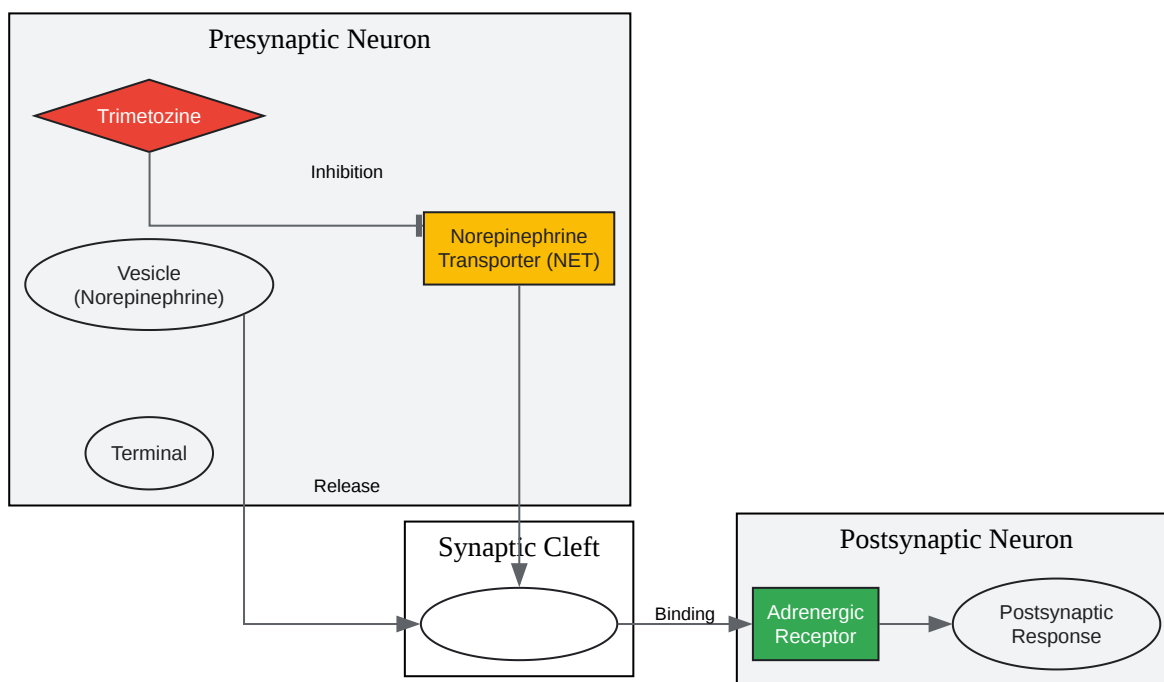 Presynaptic Neuron
Trimetozine
Inhibition
Norepinephrine
Transporter (NET)
Vesicle
(Norepinephrine)
Terminal
Release
Synaptic Cleft
Binding
Postsynaptic Neuron
Adrenergic
Receptor
Postsynaptic
Response